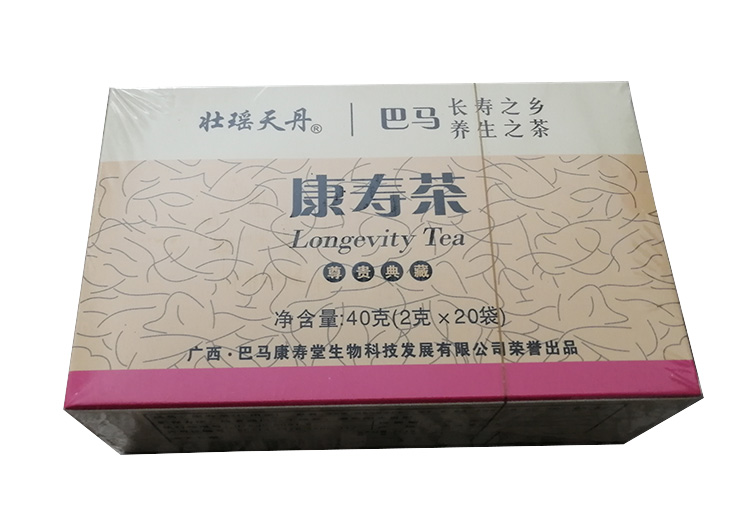 壮瑶天丹® | 巴马 长寿之乡
养生之茶
康寿茶
Longevity Tea
尊贵典藏
净含量:40克(2克×20袋)
广西·巴马康寿堂生物科技发展有限公司荣誉出品